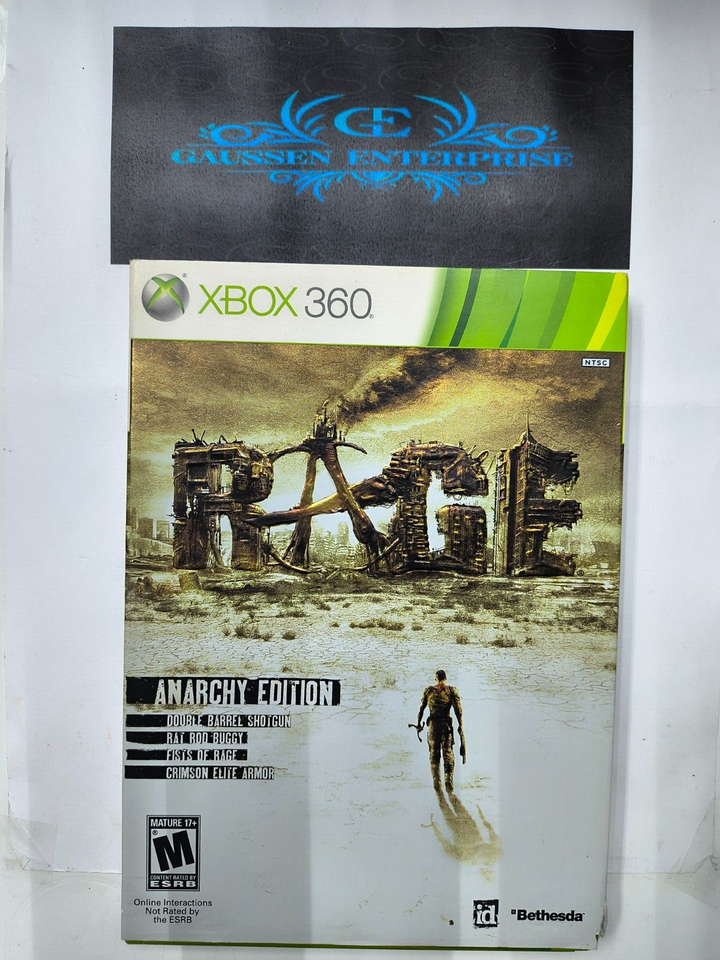 GE
GAUSSEN ENTERPRISE
XBOX 360
NTSC
RAGE
ANARCHY EDITION
DOUBLE BARREL SHOTGUN
RAT ROD BUGGY
FISTS OF RAGE
CRIMSON ELITE ARMOR
MATURE 17+
M
CONTENT RATED BY
ESRB
Online Interactions
Not Rated by
the ESRB
id
Bethesda